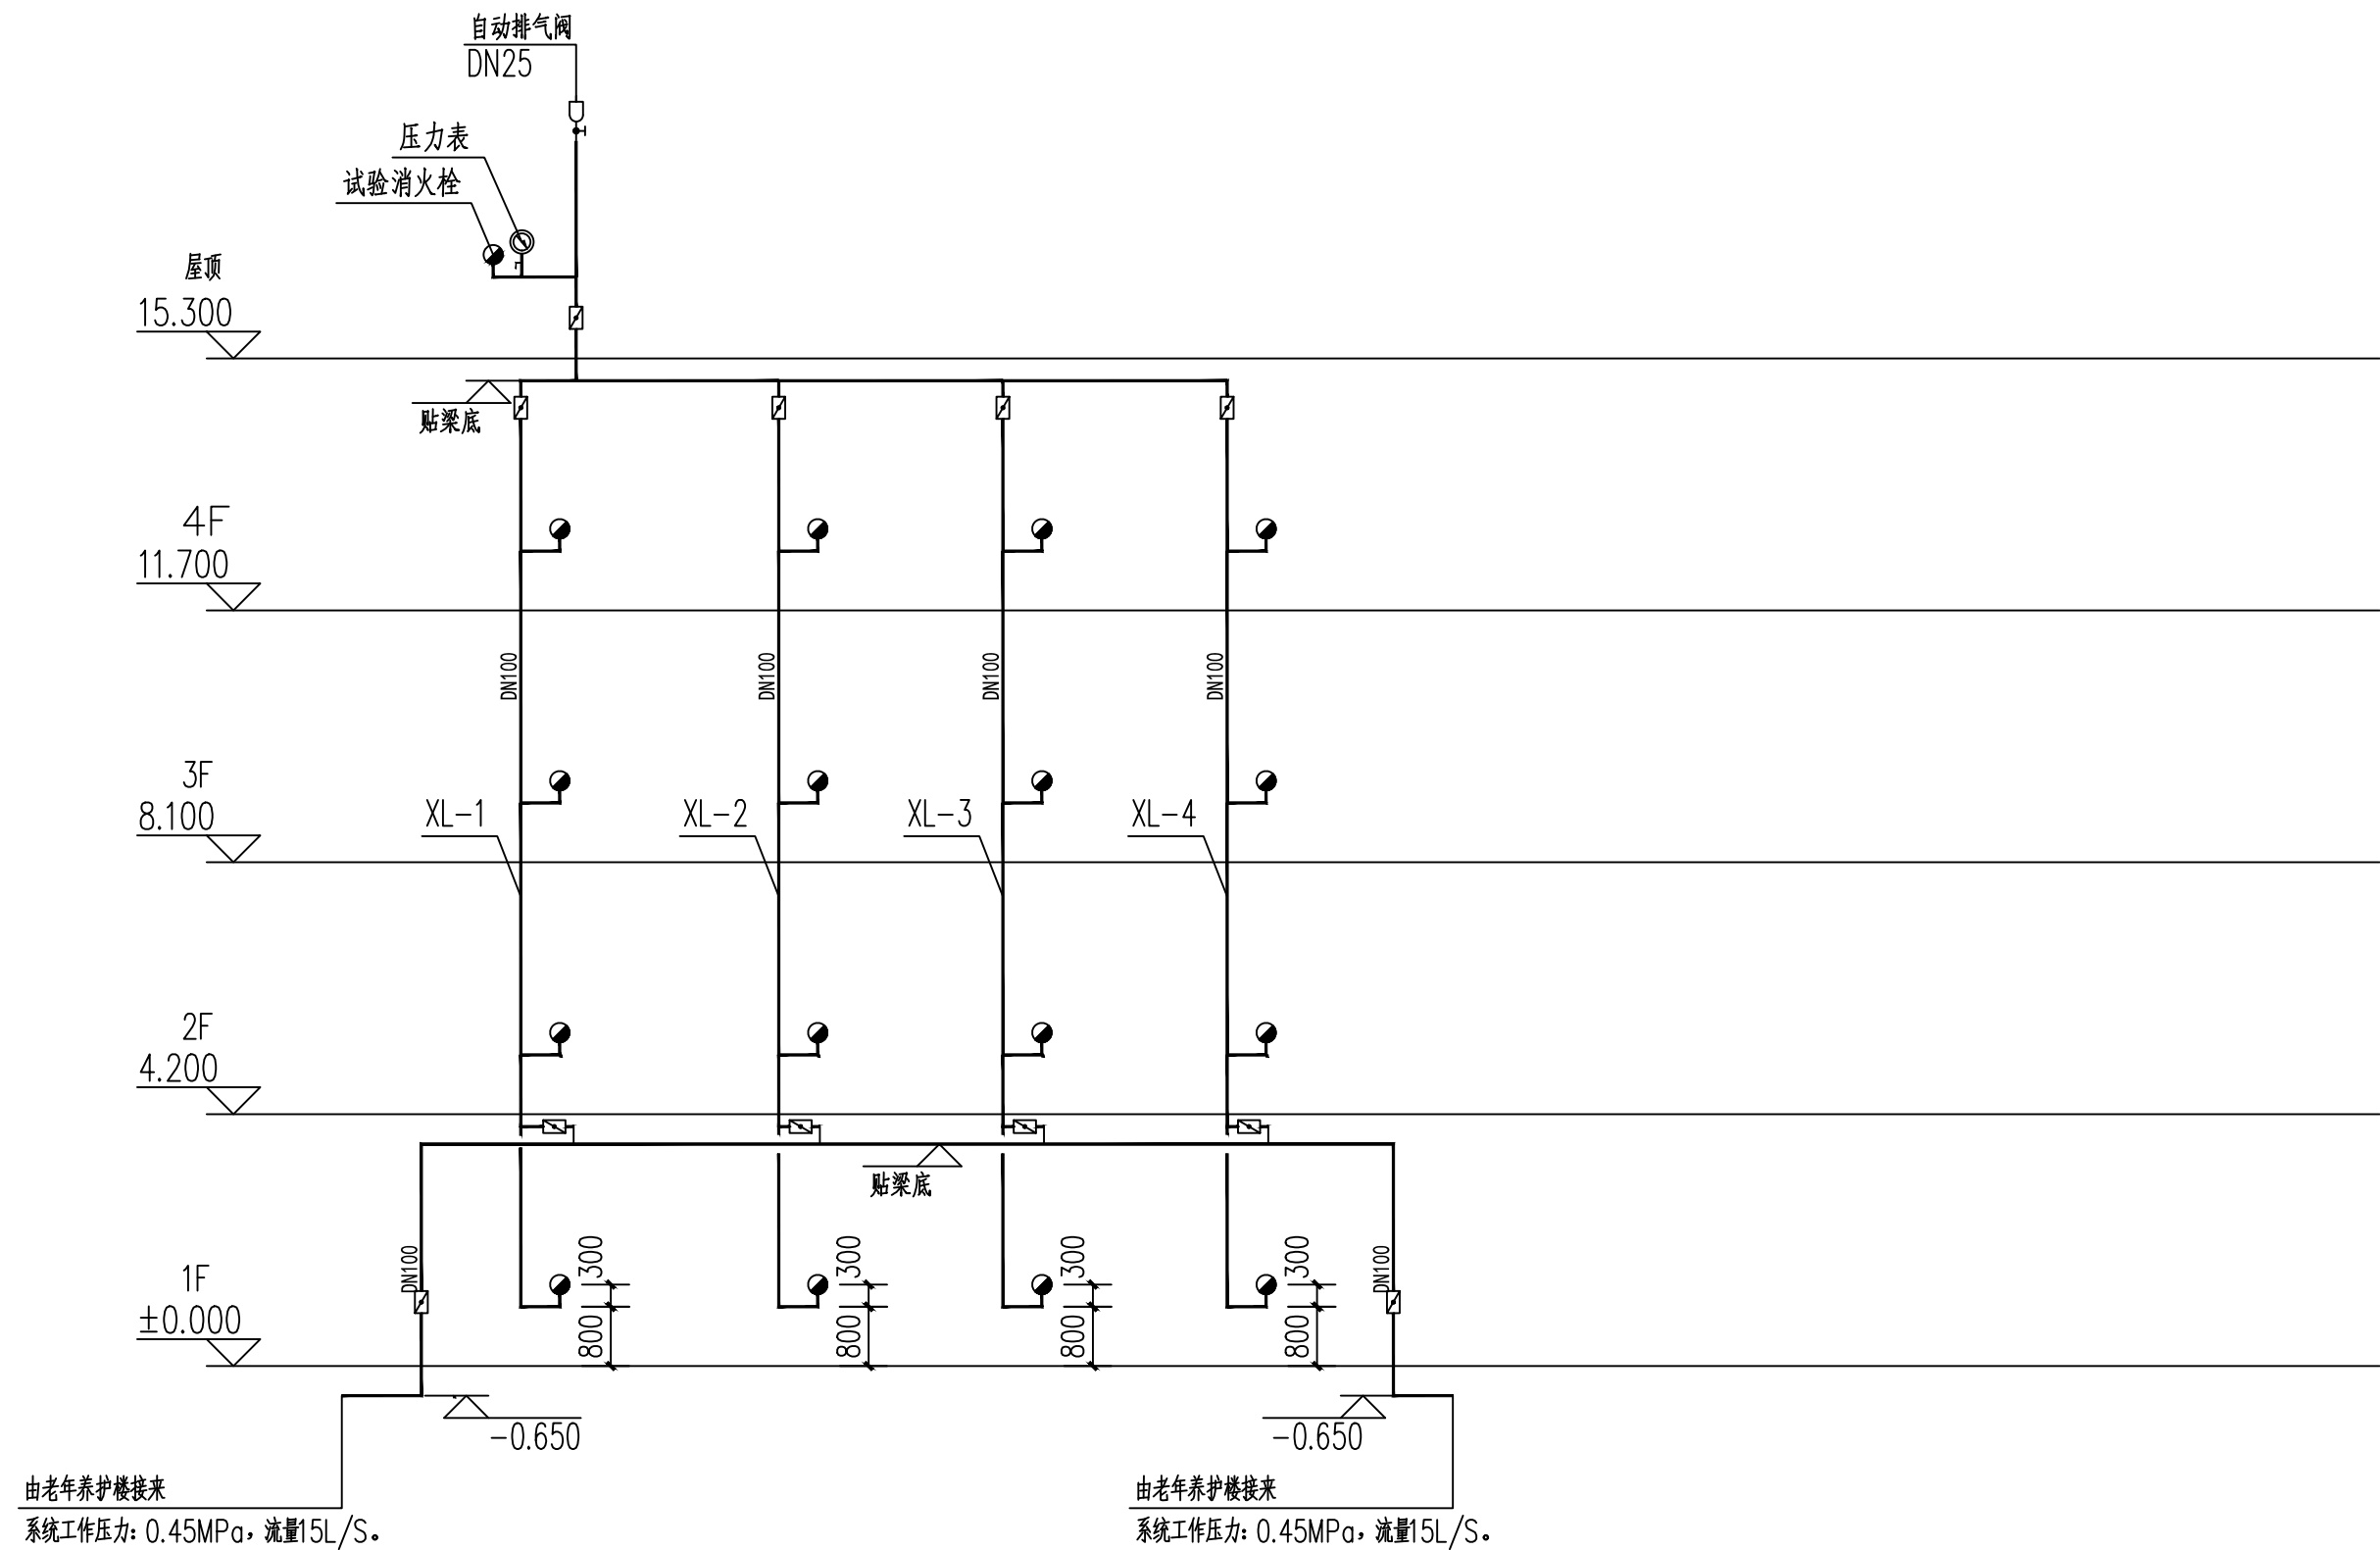 自动排气阀
DN25
压力表
试验消火栓
屋顶
15.300
贴梁底
4F
11.700
DN100
DN100
DN100
DN100
3F
8.100
XL-1
XL-2
XL-3
XL-4
2F
4.200
贴梁底
1F
±0.000
DN100
300
800
300
800
300
800
300
800
DN100
-0.650
-0.650
由老年养护楼接来
系统工作压力：0.45MPa，流量15L/S。
由老年养护楼接来
系统工作压力：0.45MPa，流量15L/S。